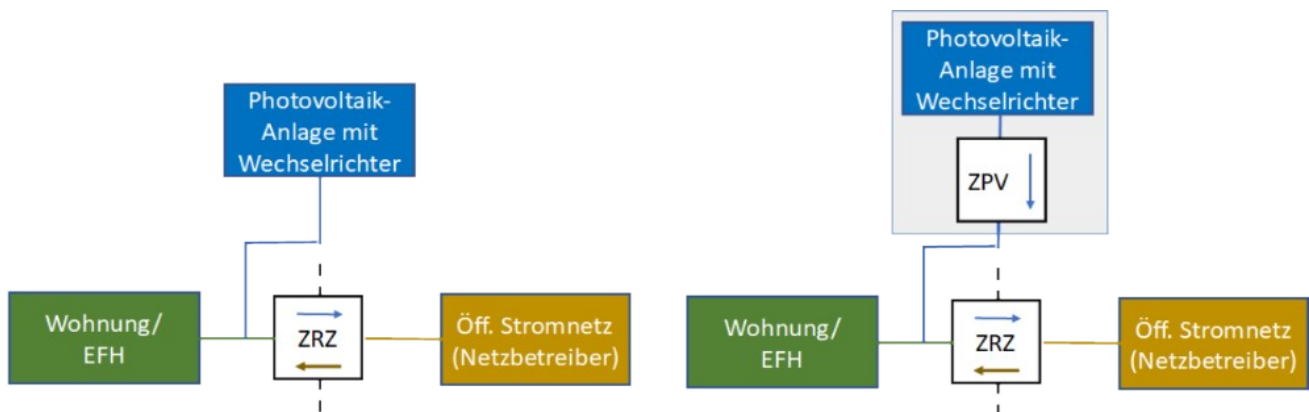 Photovoltaik-
Anlage mit
Wechselrichter
Wohnung/
EFH
ZRZ
Öff. Stromnetz
(Netzbetreiber)
Photovoltaik-
Anlage mit
Wechselrichter
ZPV
Wohnung/
EFH
ZRZ
Öff. Stromnetz
(Netzbetreiber)